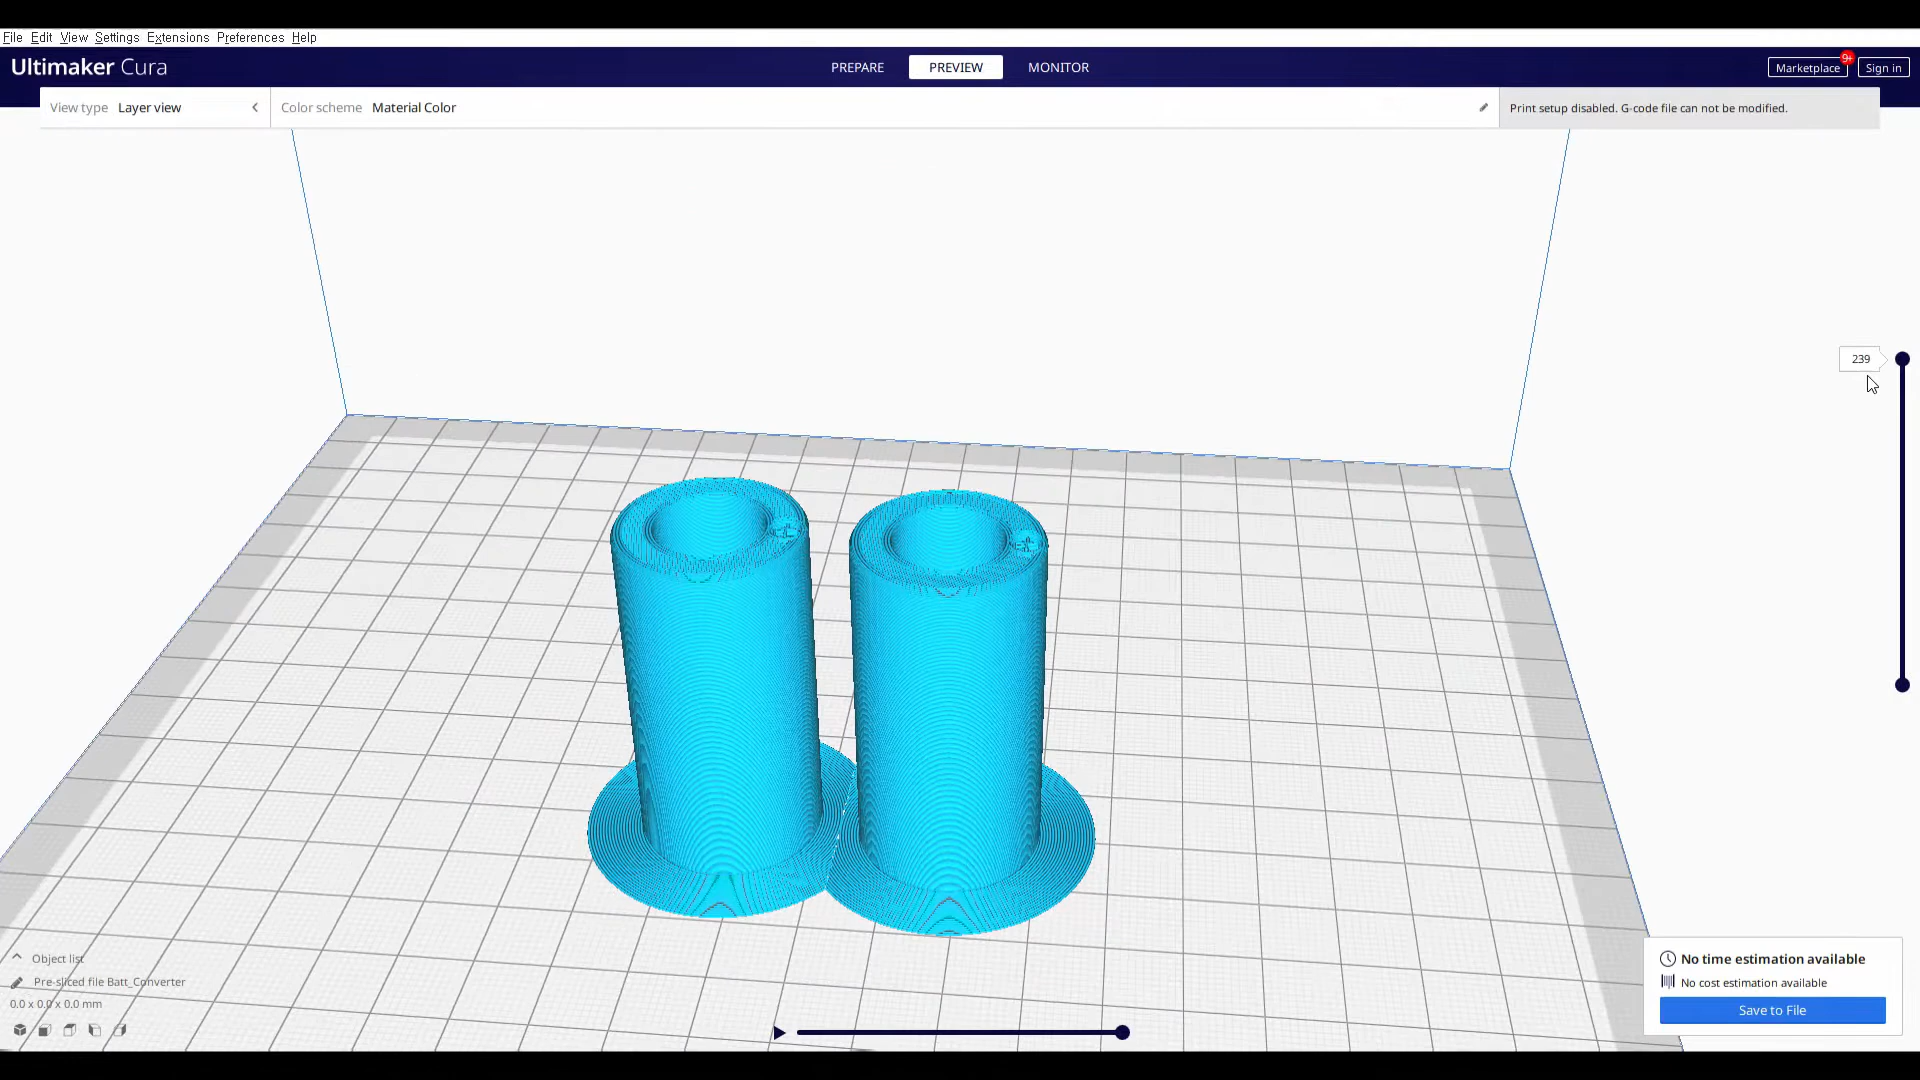 File Edit View Settings Extensions Preferences Help
Ultimaker Cura
PREPARE PREVIEW MONITOR
Marketplace 9+ Sign in
View type Layer view Color scheme Material Color Print setup disabled. G-code file can not be modified.
239
Object list
Pre-sliced file Batt_Converter
0.0 x 0.0 x 0.0 mm
No time estimation available
No cost estimation available
Save to File